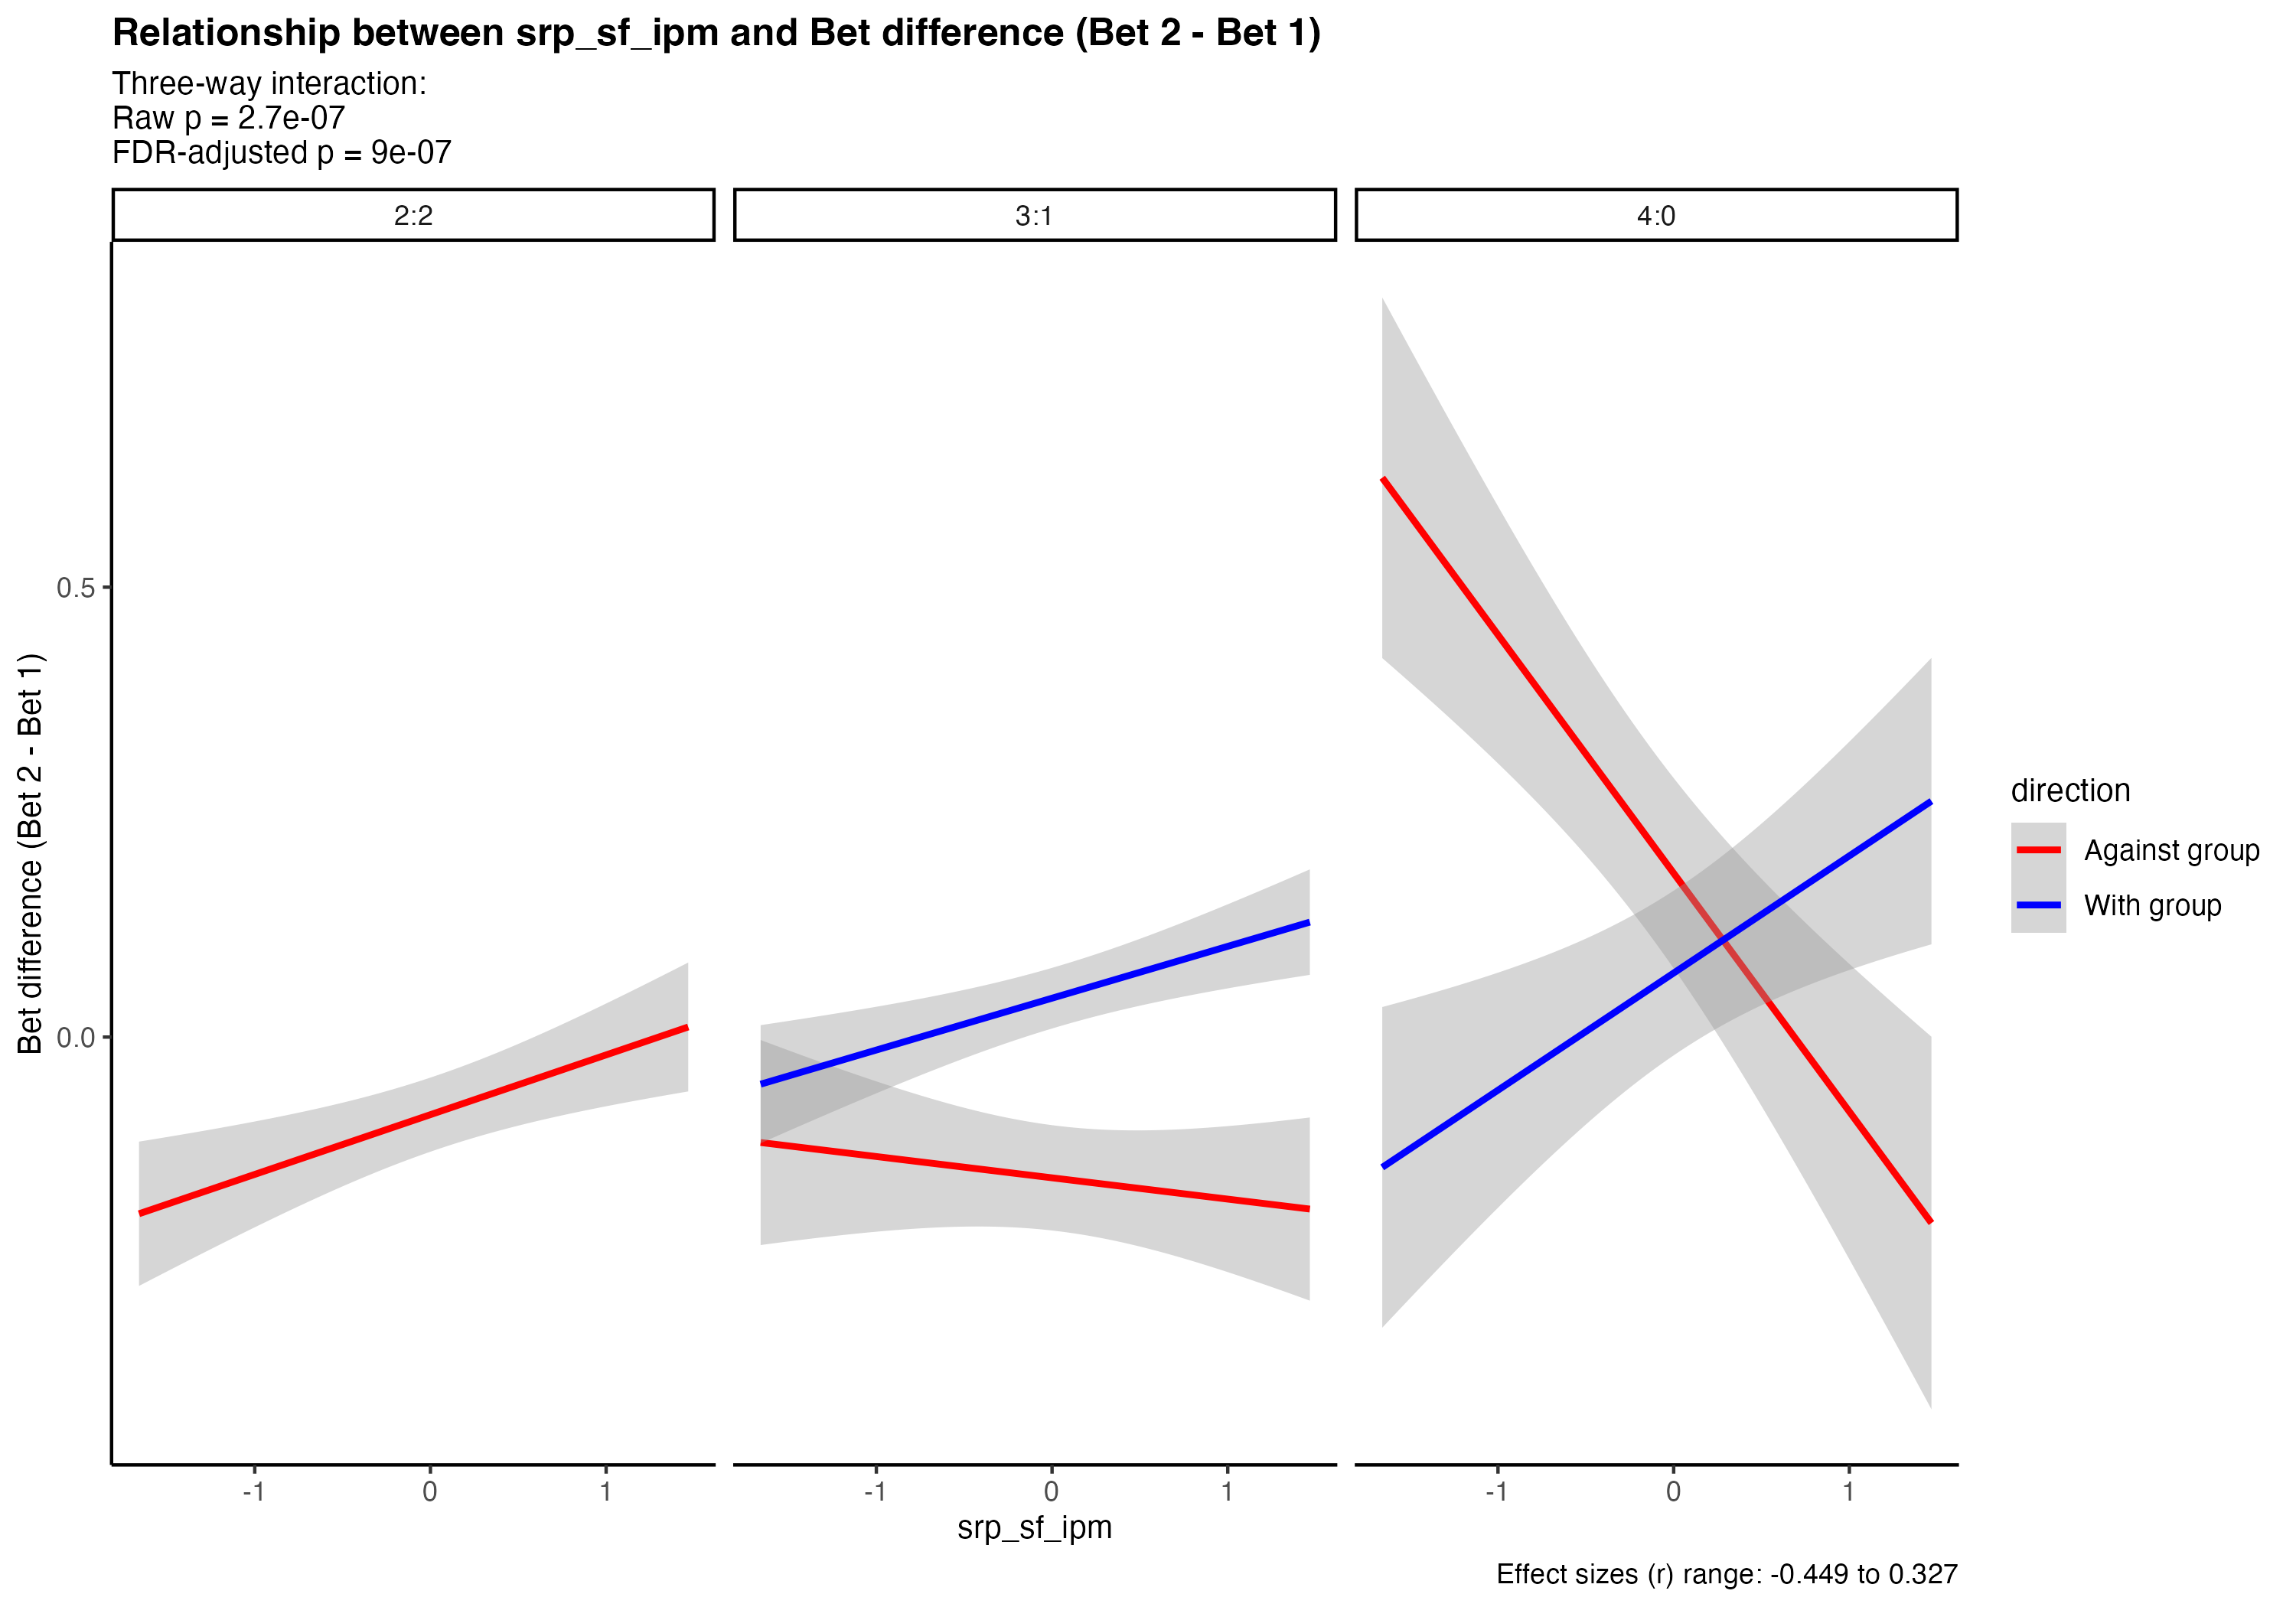 Relationship between srp_sf_ipm and Bet difference (Bet 2 - Bet 1)
Three-way interaction:
Raw p = 2.7e-07
FDR-adjusted p = 9e-07
2:2
3:1
4:0
Bet difference (Bet 2 - Bet 1)
0.5
0.0
-1
0
1
-1
0
1
-1
0
1
srp_sf_ipm
direction
Against group
With group
Effect sizes (r) range: -0.449 to 0.327